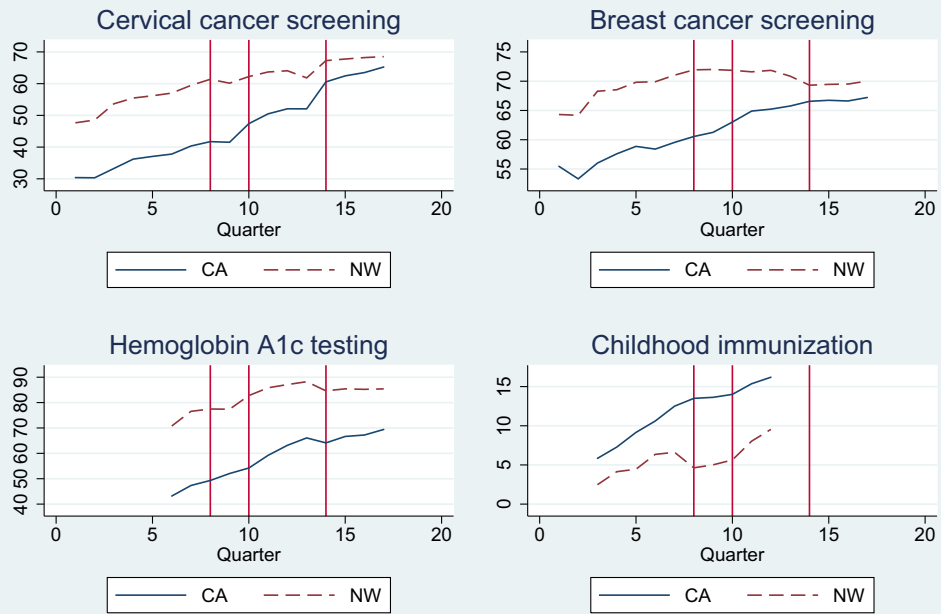 Cervical cancer screening
70
60
50
40
30
0 5 10 15 20
Quarter
CA NW
Breast cancer screening
75
70
65
60
55
0 5 10 15 20
Quarter
CA NW
Hemoglobin A1c testing
90
80
70
60
50
40
0 5 10 15 20
Quarter
CA NW
Childhood immunization
15
10
5
0
0 5 10 15 20
Quarter
CA NW